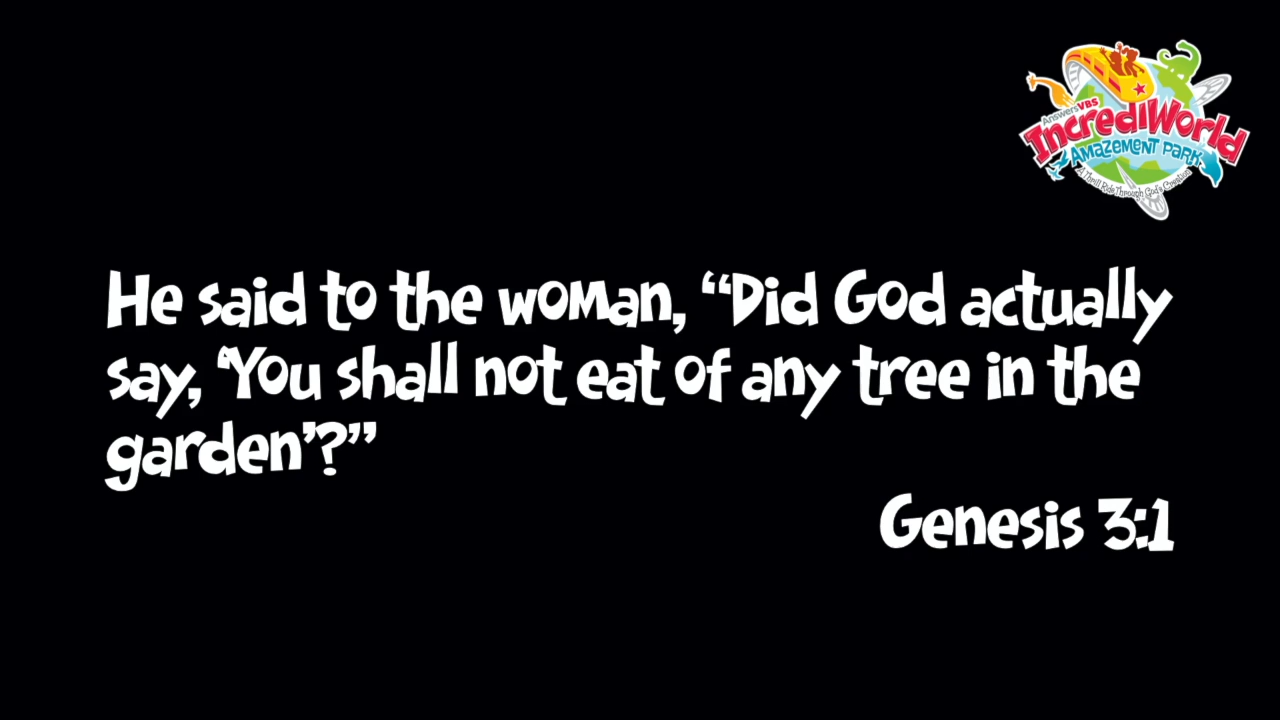 AnswersVBS
IncrediWorld
Amazement Park
A Thrill Ride Through God's Creation
He said to the woman, “Did God actually
say, ‘You shall not eat of any tree in the
garden’?”
Genesis 3:1